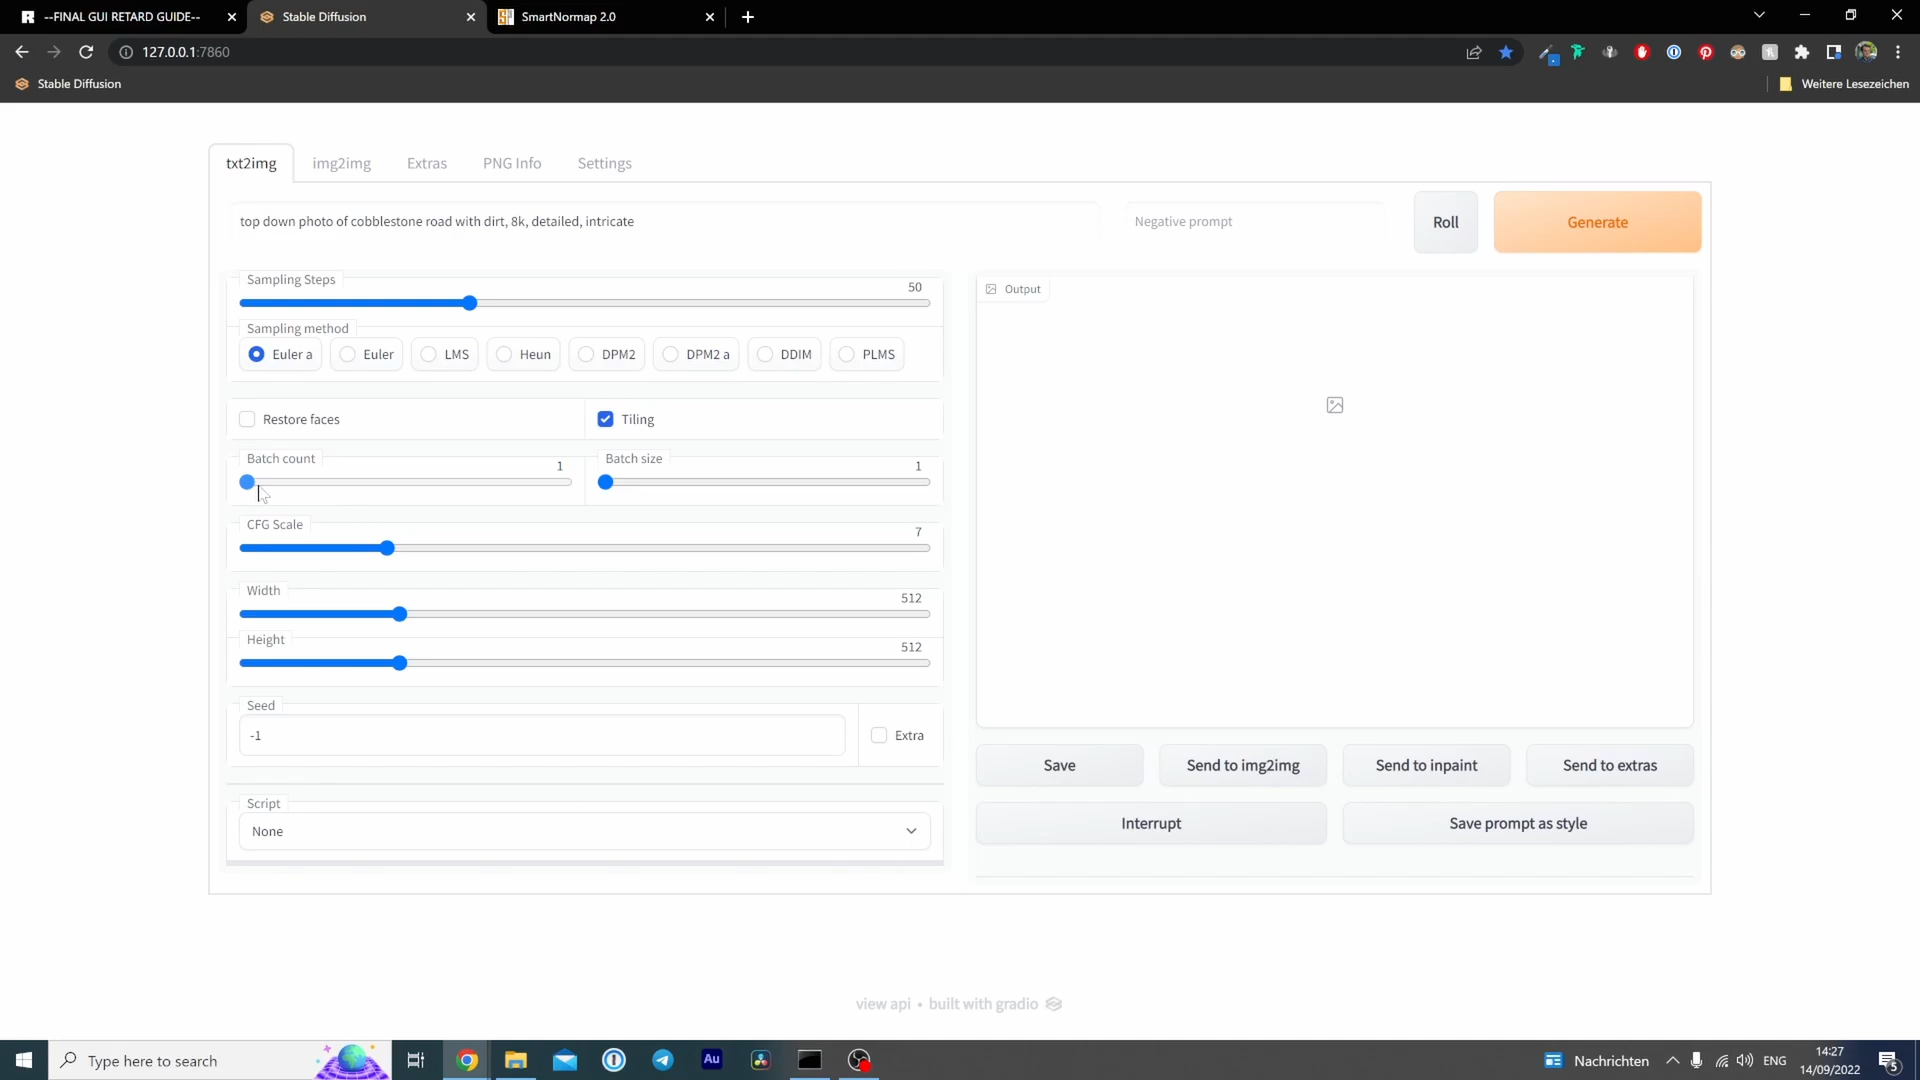 --FINAL GUI RETARD GUIDE--
Stable Diffusion
SmartNormap 2.0
127.0.0.1:7860
Stable Diffusion
Weitere Lesezeichen
txt2img
img2img
Extras
PNG Info
Settings
top down photo of cobblestone road with dirt, 8k, detailed, intricate
Negative prompt
Roll
Generate
Sampling Steps
50
Sampling method
Euler a
Euler
LMS
Heun
DPM2
DPM2 a
DDIM
PLMS
Output
Restore faces
Tiling
Batch count
1
Batch size
1
CFG Scale
7
Width
512
Height
512
Seed
-1
Extra
Script
None
Save
Send to img2img
Send to inpaint
Send to extras
Interrupt
Save prompt as style
view api • built with gradio
Type here to search
Au
Nachrichten
ENG
14:27
14/09/2022
5